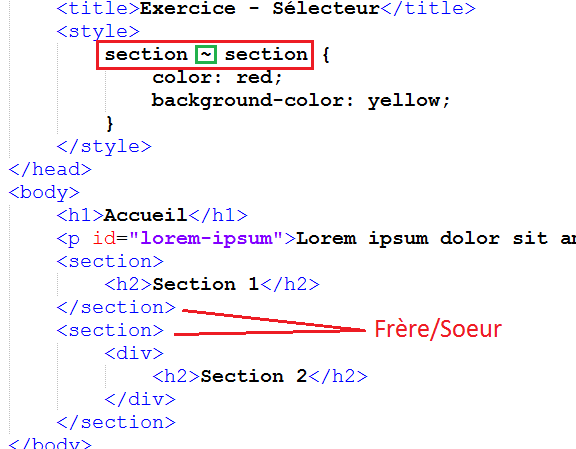 <title>Exercice - Sélecteur</title>
<style>
section ~ section {
color: red;
background-color: yellow;
}
</style>
</head>
<body>
<h1>Accueil</h1>
<p id="lorem-ipsum">Lorem ipsum dolor sit
<section>
<h2>Section 1</h2>
</section>
<section> Frère/Soeur
<div>
<h2>Section 2</h2>
</div>
</section>
</body>